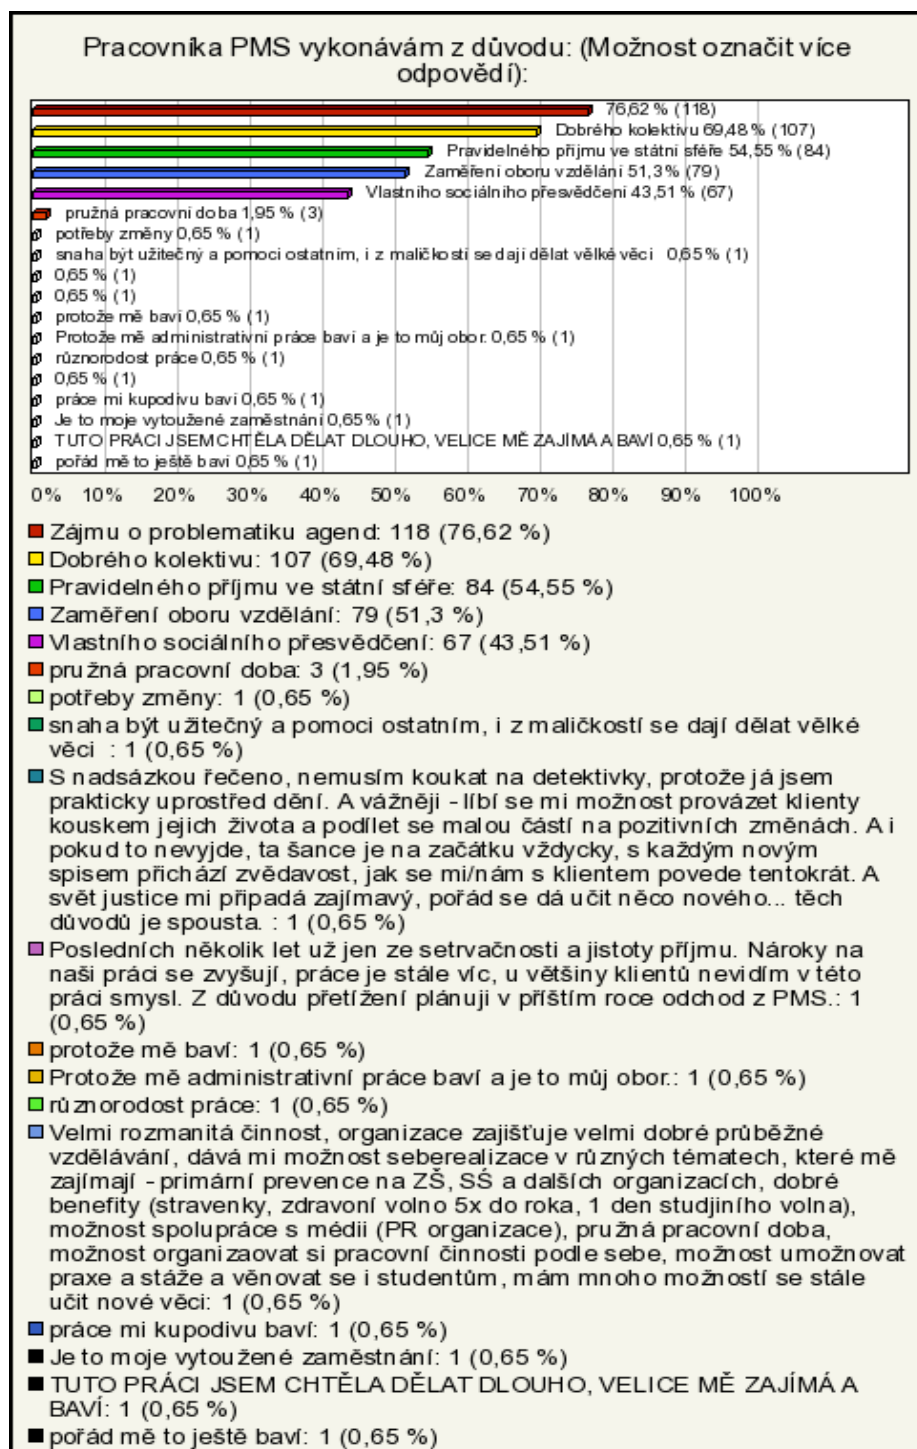 Pracovníka PMS vykonávám z důvodu: (Možnost označit více
odpovědí):
76,62 % (118)
Dobrého kolektivu 69,48 % (107)
Pravidelného příjmu ve státní sféře 54,55 % (84)
Zaměření oboru vzdělání 51,3 % (79)
Vlastního sociálního přesvědčení 43,51 % (67)
pružná pracovní doba 1,95 % (3)
potřeby změny 0,65 % (1)
snaha být užitečný a pomoci ostatním, i z maličkostí se dají dělat vělké věci 0,65 % (1)
0,65 % (1)
0,65 % (1)
protože mě baví 0,65 % (1)
Protože mě administrativní práce baví a je to můj obor. 0,65 % (1)
různorodost práce 0,65 % (1)
0,65 % (1)
práce mi kupodivu baví 0,65 % (1)
Je to moje vytoužené zaměstnání 0,65 % (1)
TUTO PRÁCI JSEM CHTĚLA DĚLAT DLOUHO, VELICE MĚ ZAJÍMÁ A BAVÍ 0,65 % (1)
pořád mě to ještě baví 0,65 % (1)
0% 10% 20% 30% 40% 50% 60% 70% 80% 90% 100%
Zájmu o problematiku agend: 118 (76,62 %)
Dobrého kolektivu: 107 (69,48 %)
Pravidelného příjmu ve státní sféře: 84 (54,55 %)
Zaměření oboru vzdělání: 79 (51,3 %)
Vlastního sociálního přesvědčení: 67 (43,51 %)
pružná pracovní doba: 3 (1,95 %)
potřeby změny: 1 (0,65 %)
snaha být užitečný a pomoci ostatním, i z maličkostí se dají dělat vělké
věci : 1 (0,65 %)
S nadsázkou řečeno, nemusím koukat na detektivky, protože já jsem
prakticky uprostřed dění. A vážněji - líbí se mi možnost provázet klienty
kouskem jejich života a podílet se malou částí na pozitivních změnách. A i
pokud to nevyjde, ta šance je na začátku vždycky, s každým novým
spisem přichází zvědavost, jak se mi/nám s klientem povede tentokrát. A
svět justice mi připadá zajímavý, pořád se dá učit něco nového... těch
důvodů je spousta. : 1 (0,65 %)
Posledních několik let už jen ze setrvačnosti a jistoty příjmu. Nároky na
naši práci se zvyšují, práce je stále víc, u většiny klientů nevidím v této
práci smysl. Z důvodu přetížení plánuji v příštím roce odchod z PMS.: 1
(0,65 %)
protože mě baví: 1 (0,65 %)
Protože mě administrativní práce baví a je to můj obor.: 1 (0,65 %)
různorodost práce: 1 (0,65 %)
Velmi rozmanitá činnost, organizace zajišťuje velmi dobré průběžné
vzdělávání, dává mi možnost seberealizace v různých tématech, které mě
zajímají - primární prevence na ZŠ, SŠ a dalších organizacích, dobré
benefity (stravenky, zdravoní volno 5x do roka, 1 den studjiního volna),
možnost spolupráce s médii (PR organizace), pružná pracovní doba,
možnost organizaovat si pracovní činnosti podle sebe, možnost umožnovat
praxe a stáže a věnovat se i studentům, mám mnoho možností se stále
učit nové věci: 1 (0,65 %)
práce mi kupodivu baví: 1 (0,65 %)
Je to moje vytoužené zaměstnání: 1 (0,65 %)
TUTO PRÁCI JSEM CHTĚLA DĚLAT DLOUHO, VELICE MĚ ZAJÍMÁ A
BAVÍ: 1 (0,65 %)
pořád mě to ještě baví: 1 (0,65 %)